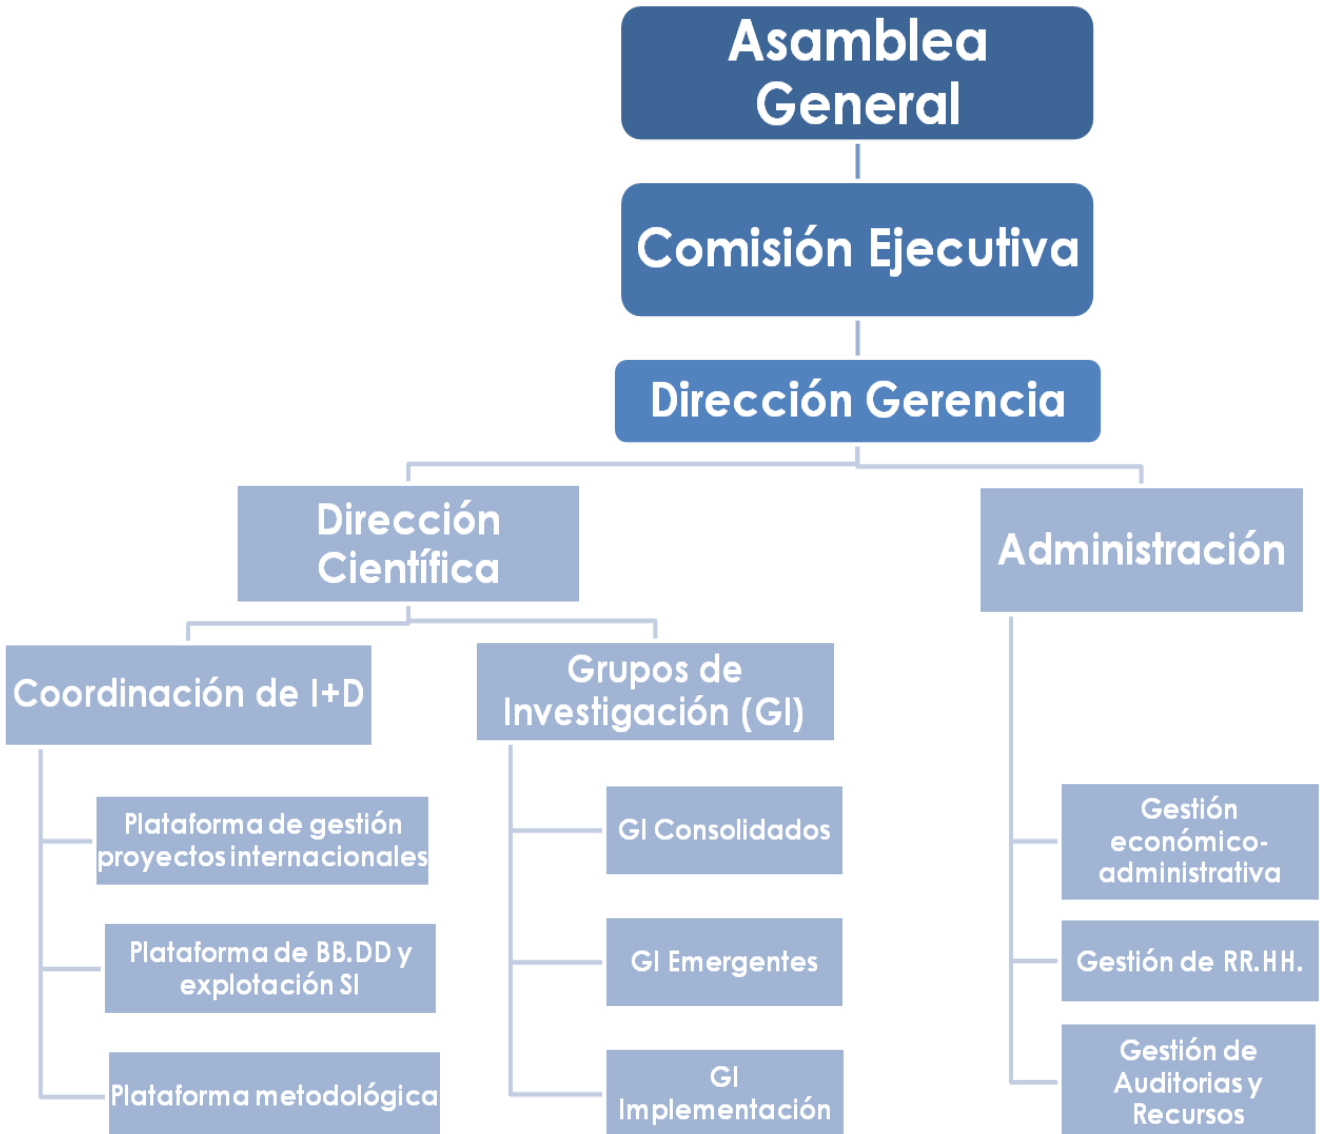 Asamblea
General
Comisión Ejecutiva
Dirección Gerencia
Dirección
Científica
Administración
Coordinación de I+D
Grupos de
Investigación (GI)
Plataforma de gestión
proyectos internacionales
Plataforma de BB.DD y
explotación SI
Plataforma metodológica
GI Consolidados
GI Emergentes
GI
Implementación
Gestión
económico-
administrativa
Gestión de RR.HH.
Gestión de
Auditorias y
Recursos